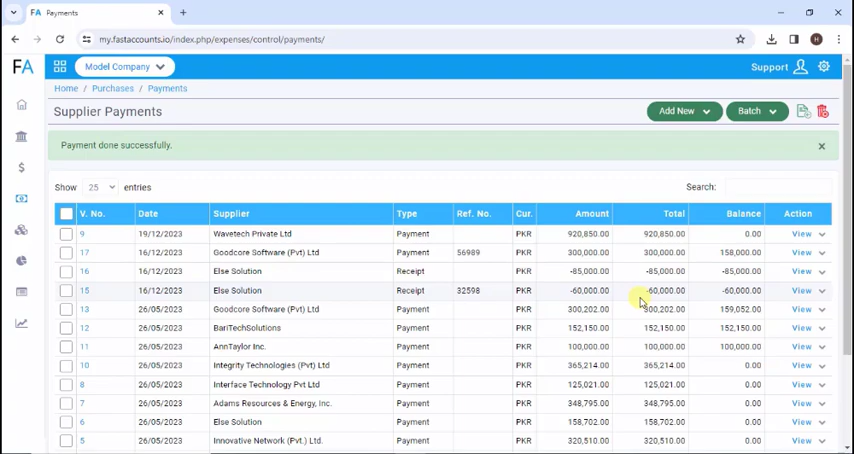 FA Payments
my.fastaccounts.io/index.php/expenses/control/payments/
H
FA Model Company Support
Home / Purchases / Payments
Supplier Payments Add New Batch
Payment done successfully.
Show 25 entries Search:
V. No. Date Supplier Type Ref. No. Cur. Amount Total Balance Action
9 19/12/2023 Wavetech Private Ltd Payment PKR 920,850.00 920,850.00 0.00 View
17 16/12/2023 Goodcore Software (Pvt) Ltd Payment 56989 PKR 300,000.00 300,000.00 158,000.00 View
16 16/12/2023 Else Solution Receipt PKR -85,000.00 -85,000.00 -85,000.00 View
15 16/12/2023 Else Solution Receipt 32598 PKR -60,000.00 -60,000.00 -60,000.00 View
13 26/05/2023 Goodcore Software (Pvt) Ltd Payment PKR 300,202.00 300,202.00 159,052.00 View
12 26/05/2023 BariTechSolutions Payment PKR 152,150.00 152,150.00 152,150.00 View
11 26/05/2023 AnnTaylor Inc. Payment PKR 100,000.00 100,000.00 100,000.00 View
10 26/05/2023 Integrity Technologies (Pvt) Ltd Payment PKR 365,214.00 365,214.00 0.00 View
8 26/05/2023 Interface Technology Pvt Ltd Payment PKR 125,021.00 125,021.00 0.00 View
7 26/05/2023 Adams Resources & Energy, Inc. Payment PKR 348,795.00 348,795.00 0.00 View
6 26/05/2023 Else Solution Payment PKR 158,702.00 158,702.00 0.00 View
5 26/05/2023 Innovative Network (Pvt.) Ltd. Payment PKR 320,510.00 320,510.00 0.00 View